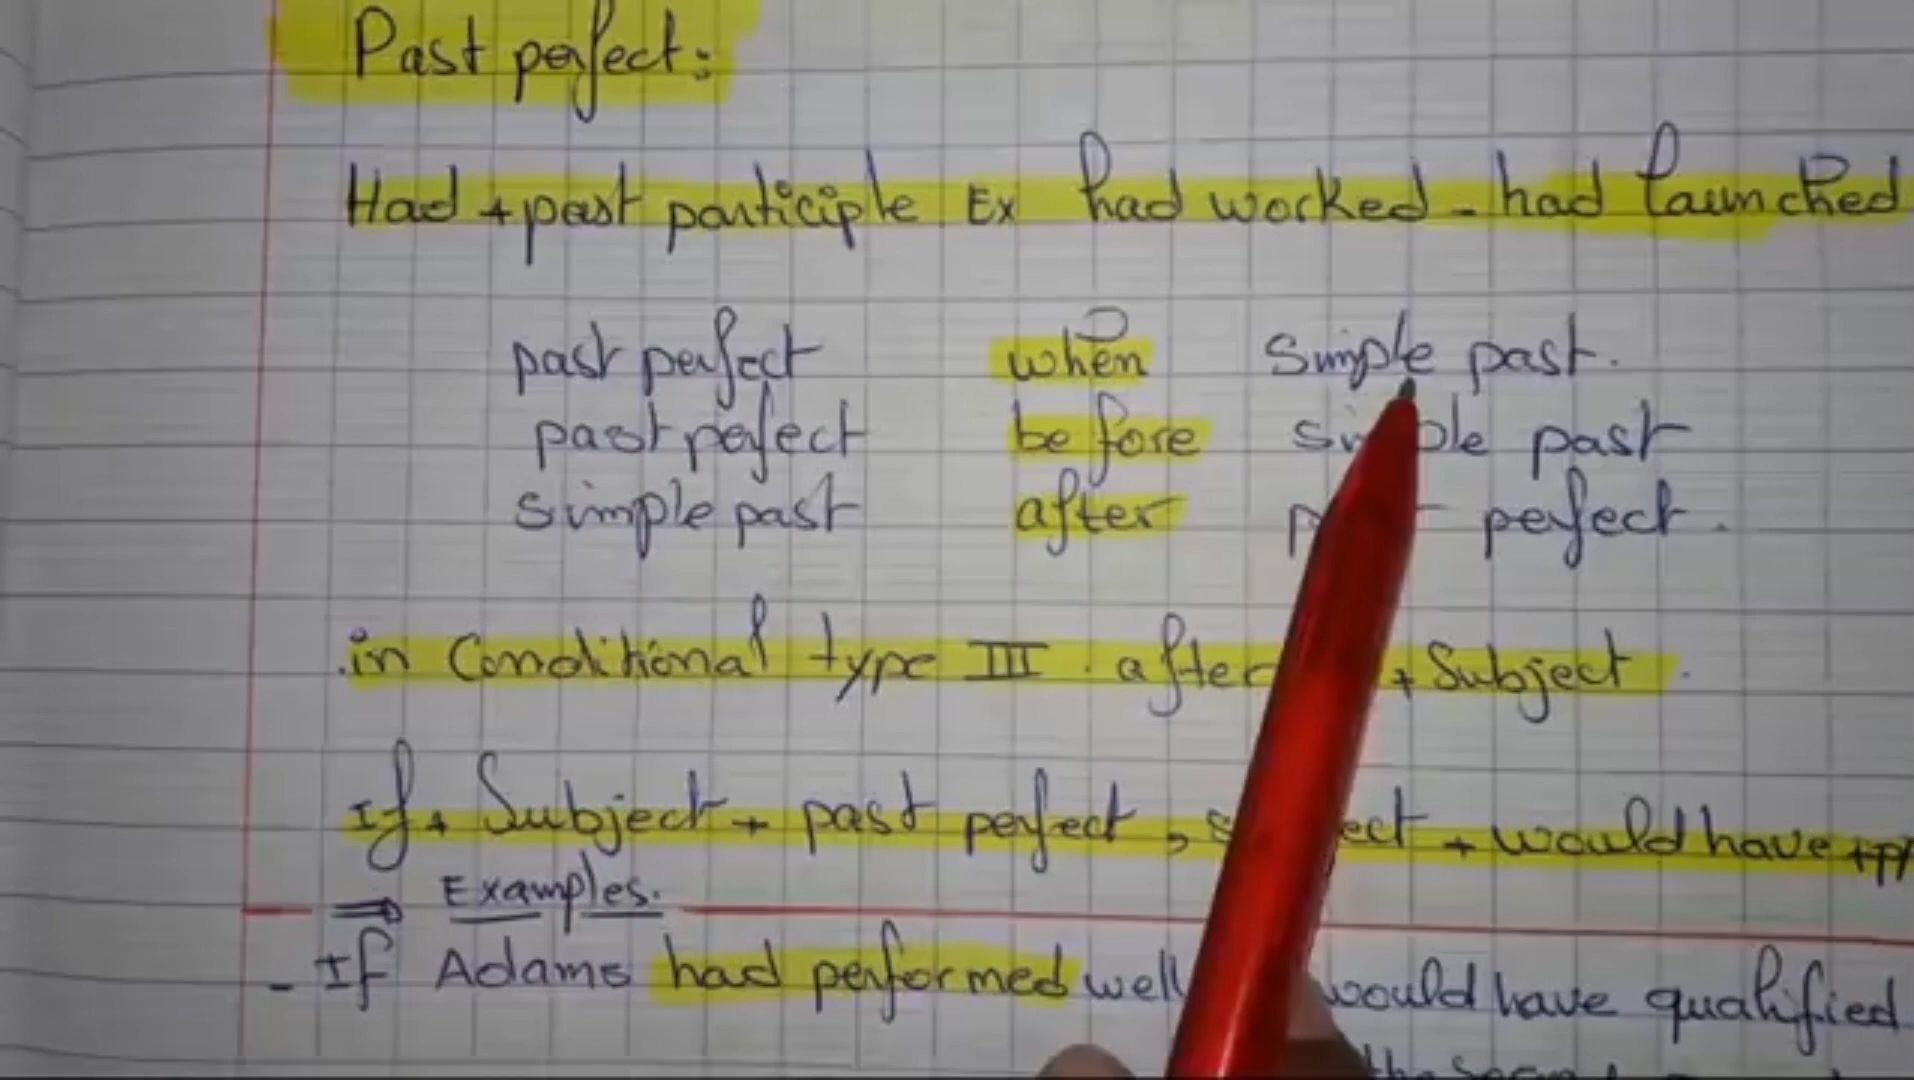 Past perfect:
Had + past participle Ex had worked - had launched
past perfect when simple past.
past perfect before simple past
simple past after perfect.
.in Conditional type III . after + Subject.
If + Subject + past perfect, + would have +
⇒ Examples.
- If Adams had performed well would have qualified
the